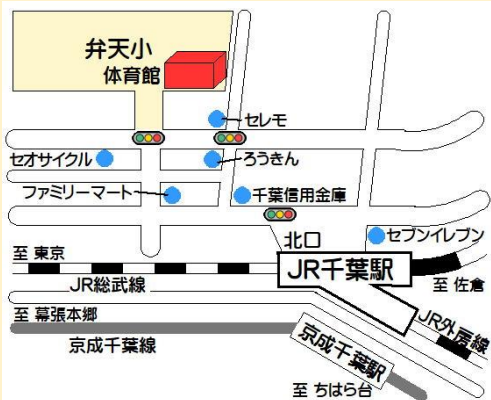 弁天小
体育館
セレモ
セオサイクル
ろうきん
ファミリーマート
千葉信用金庫
北口
セブンイレブン
至 東京
JR千葉駅
JR総武線
至 佐倉
至 幕張本郷
JR外房線
京成千葉線
京成千葉駅
至 ちはら台